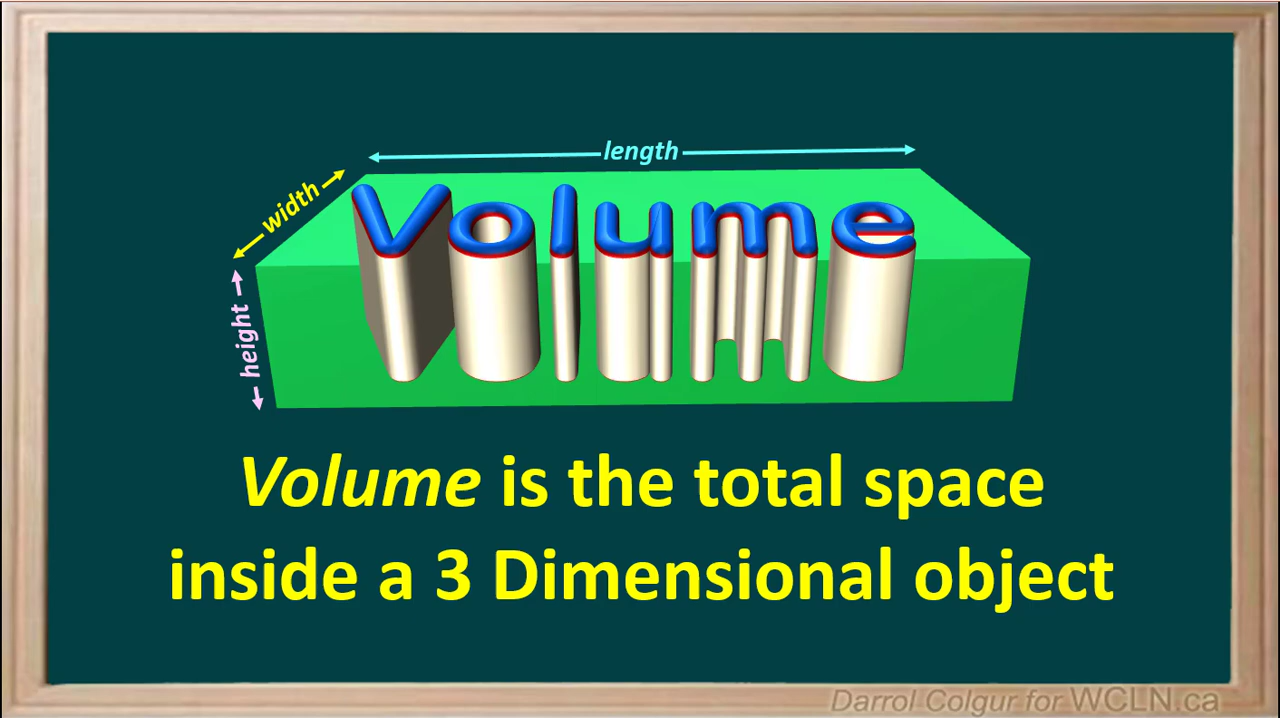 length
width
Volume
height
Volume is the total space
inside a 3 Dimensional object
Darrol Colgur for WCLN.ca